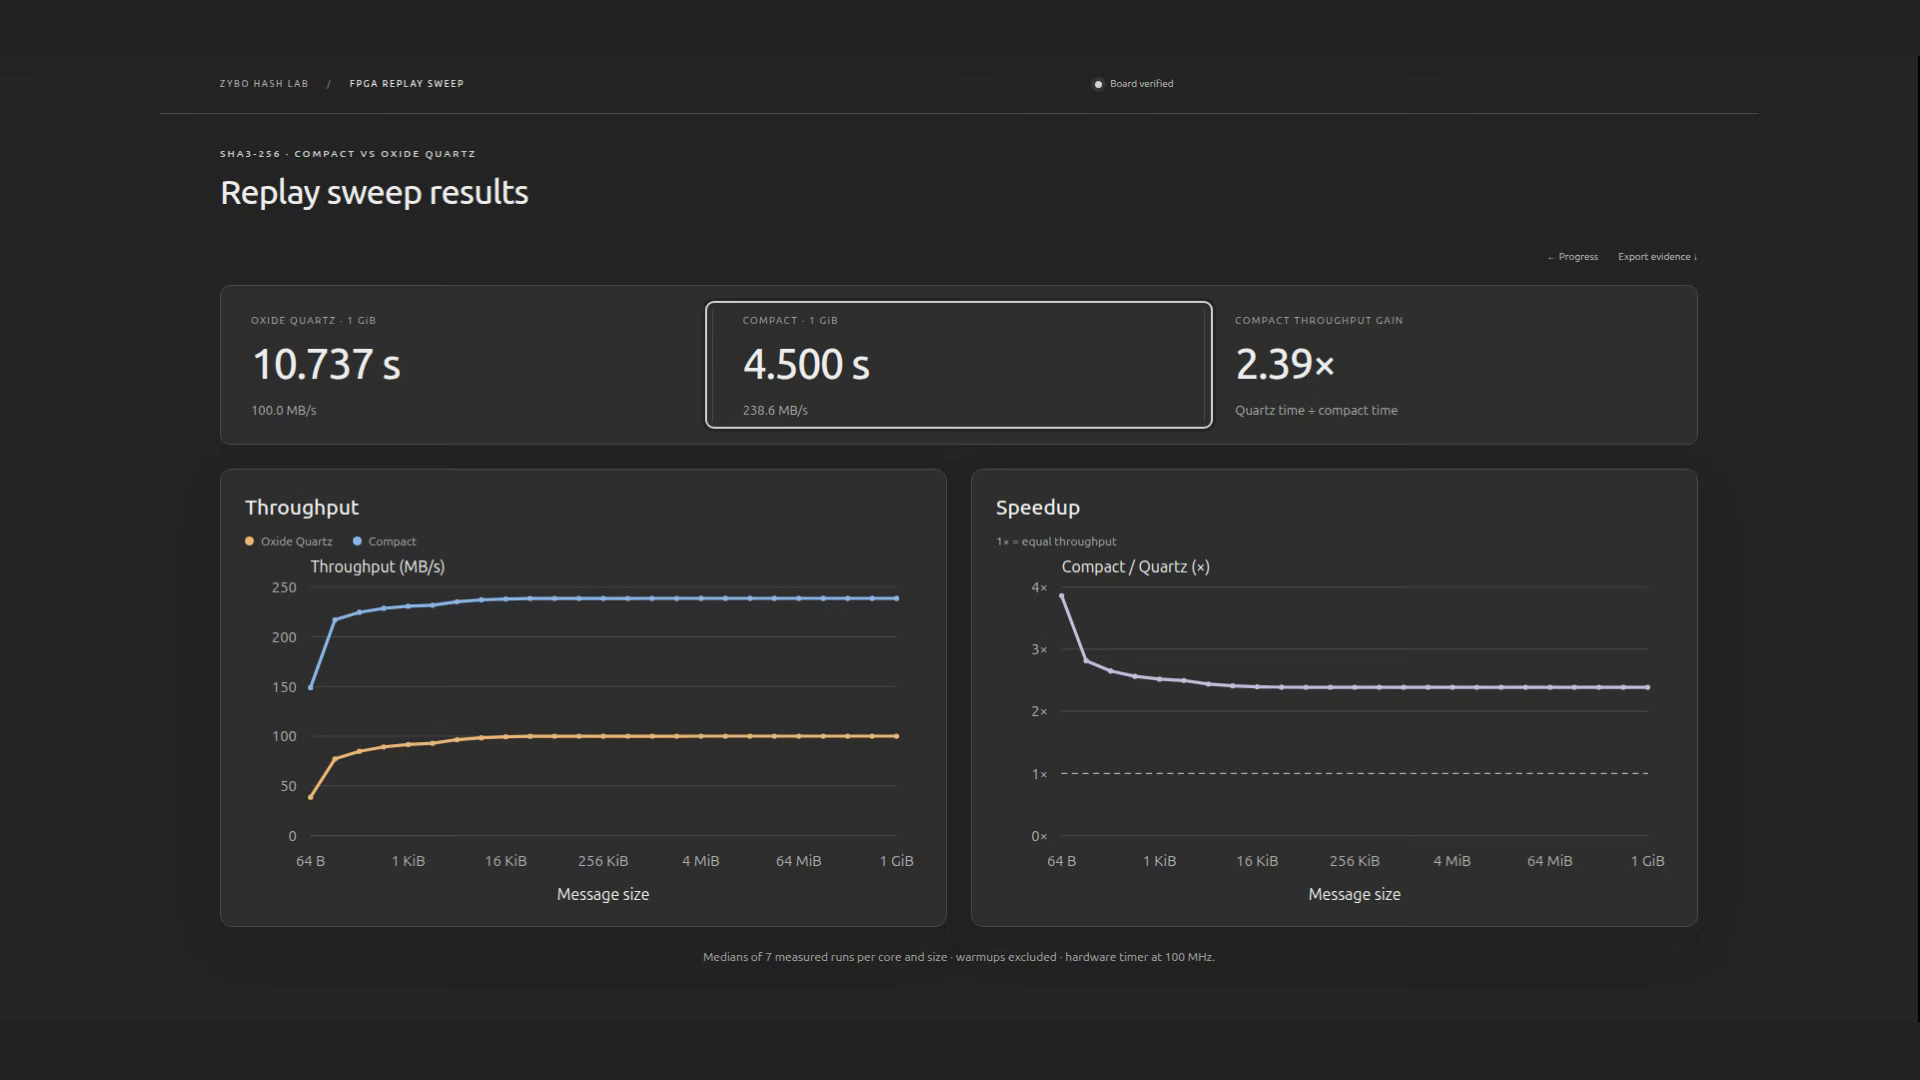 ZYBO HASH LAB / FPGA REPLAY SWEEP
Board verified
SHA3-256 · COMPACT VS OXIDE QUARTZ
Replay sweep results
← Progress
Export evidence ↓
OXIDE QUARTZ · 1 GiB
10.737 s
100.0 MB/s
COMPACT · 1 GiB
4.500 s
238.6 MB/s
COMPACT THROUGHPUT GAIN
2.39×
Quartz time ÷ compact time
Throughput
Oxide Quartz
Compact
Throughput (MB/s)
250
200
150
100
50
0
64 B
1 KiB
16 KiB
256 KiB
4 MiB
64 MiB
1 GiB
Message size
Speedup
1× = equal throughput
Compact / Quartz (×)
4×
3×
2×
1×
0×
64 B
1 KiB
16 KiB
256 KiB
4 MiB
64 MiB
1 GiB
Message size
Medians of 7 measured runs per core and size · warmups excluded · hardware timer at 100 MHz.